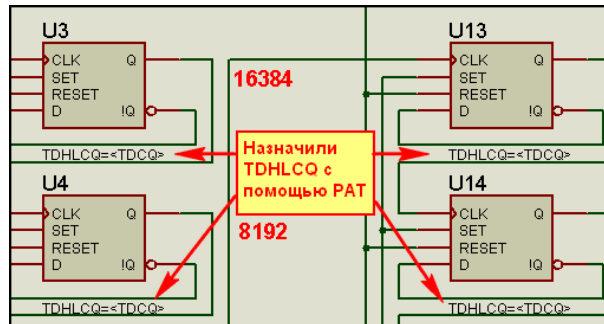 U3
CLK Q
SET
RESET
D !Q
TDHLCQ=<TDCQ>
U13
CLK Q
SET
RESET
D !Q
TDHLCQ=<TDCQ>
16384
Назначили
TDHLCQ с
помощью PAT
8192
U4
CLK Q
SET
RESET
D !Q
TDHLCQ=<TDCQ>
U14
CLK Q
SET
RESET
D !Q
TDHLCQ=<TDCQ>